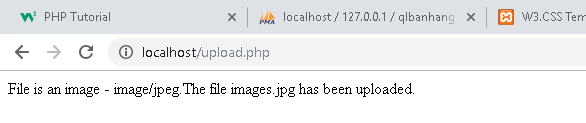 PHP Tutorial
localhost / 127.0.0.1 / qlbanhang
W3.CSS Tem
localhost/upload.php
File is an image - image/jpeg.The file images.jpg has been uploaded.